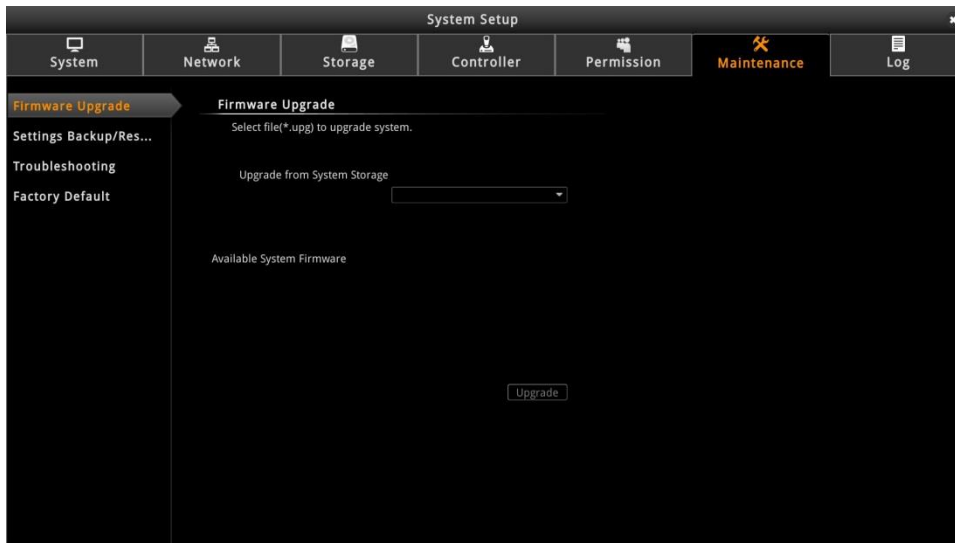 System Setup
System Network Storage Controller Permission Maintenance Log
Firmware Upgrade
Settings Backup/Res...
Troubleshooting
Factory Default
Firmware Upgrade
Select file(*.upg) to upgrade system.
Upgrade from System Storage
Available System Firmware
Upgrade